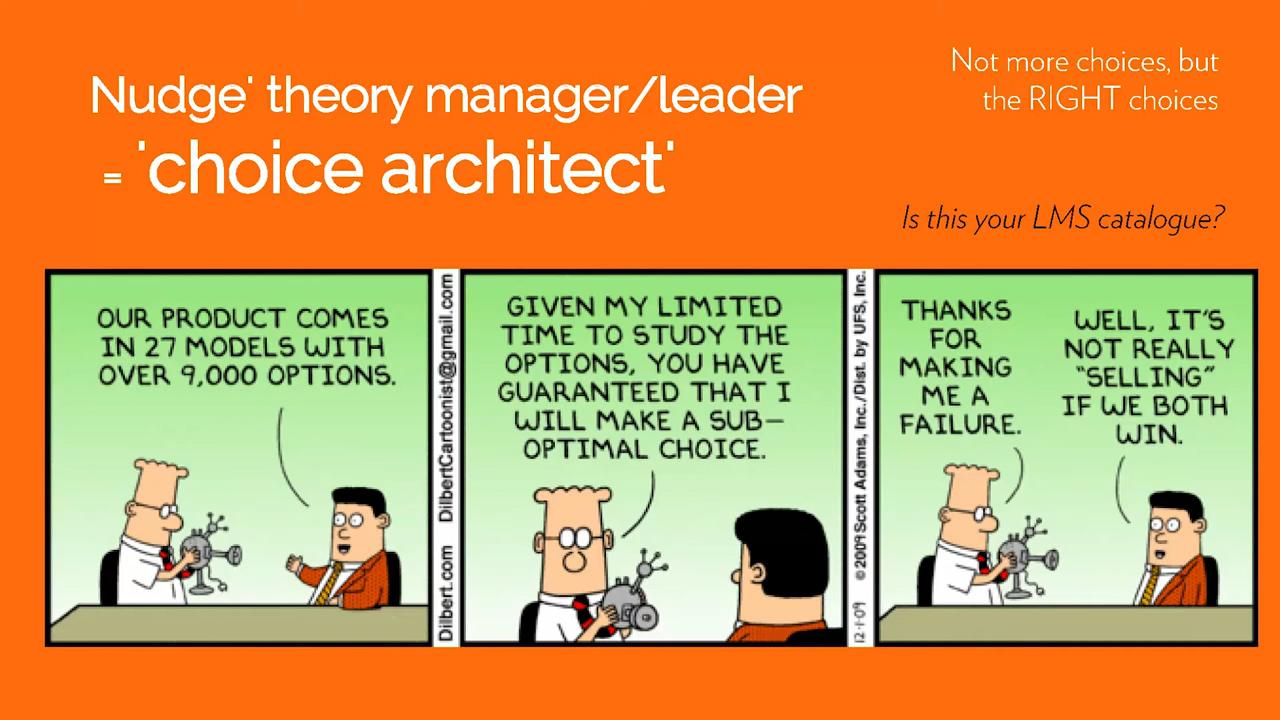 Nudge' theory manager/leader
= 'choice architect'
Not more choices, but
the RIGHT choices
Is this your LMS catalogue?
OUR PRODUCT COMES
IN 27 MODELS WITH
OVER 9,000 OPTIONS.
Dilbert.com DilbertCartoonist@gmail.com
GIVEN MY LIMITED
TIME TO STUDY THE
OPTIONS, YOU HAVE
GUARANTEED THAT I
WILL MAKE A SUB-
OPTIMAL CHOICE.
12-1-09 ©2009 Scott Adams, Inc./Dist. by UFS, Inc.
THANKS
FOR
MAKING
ME A
FAILURE.
WELL, IT'S
NOT REALLY
"SELLING"
IF WE BOTH
WIN.